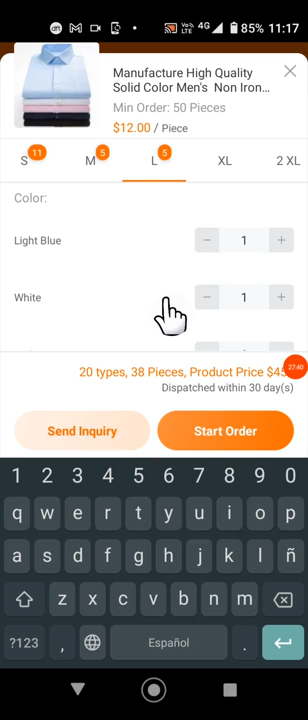 4G 85% 11:17
Manufacture High Quality
Solid Color Men's Non Iron...
Min Order: 50 Pieces
$12.00 / Piece
S 11 M 5 L 5 XL 2 XL
Color:
Light Blue − 1 +
White − 1 +
20 types, 38 Pieces, Product Price $45
27:40
Dispatched within 30 day(s)
Send Inquiry Start Order
1 2 3 4 5 6 7 8 9 0
q w e r t y u i o p
a s d f g h j k l ñ
z x c v b n m
?123 , Español .